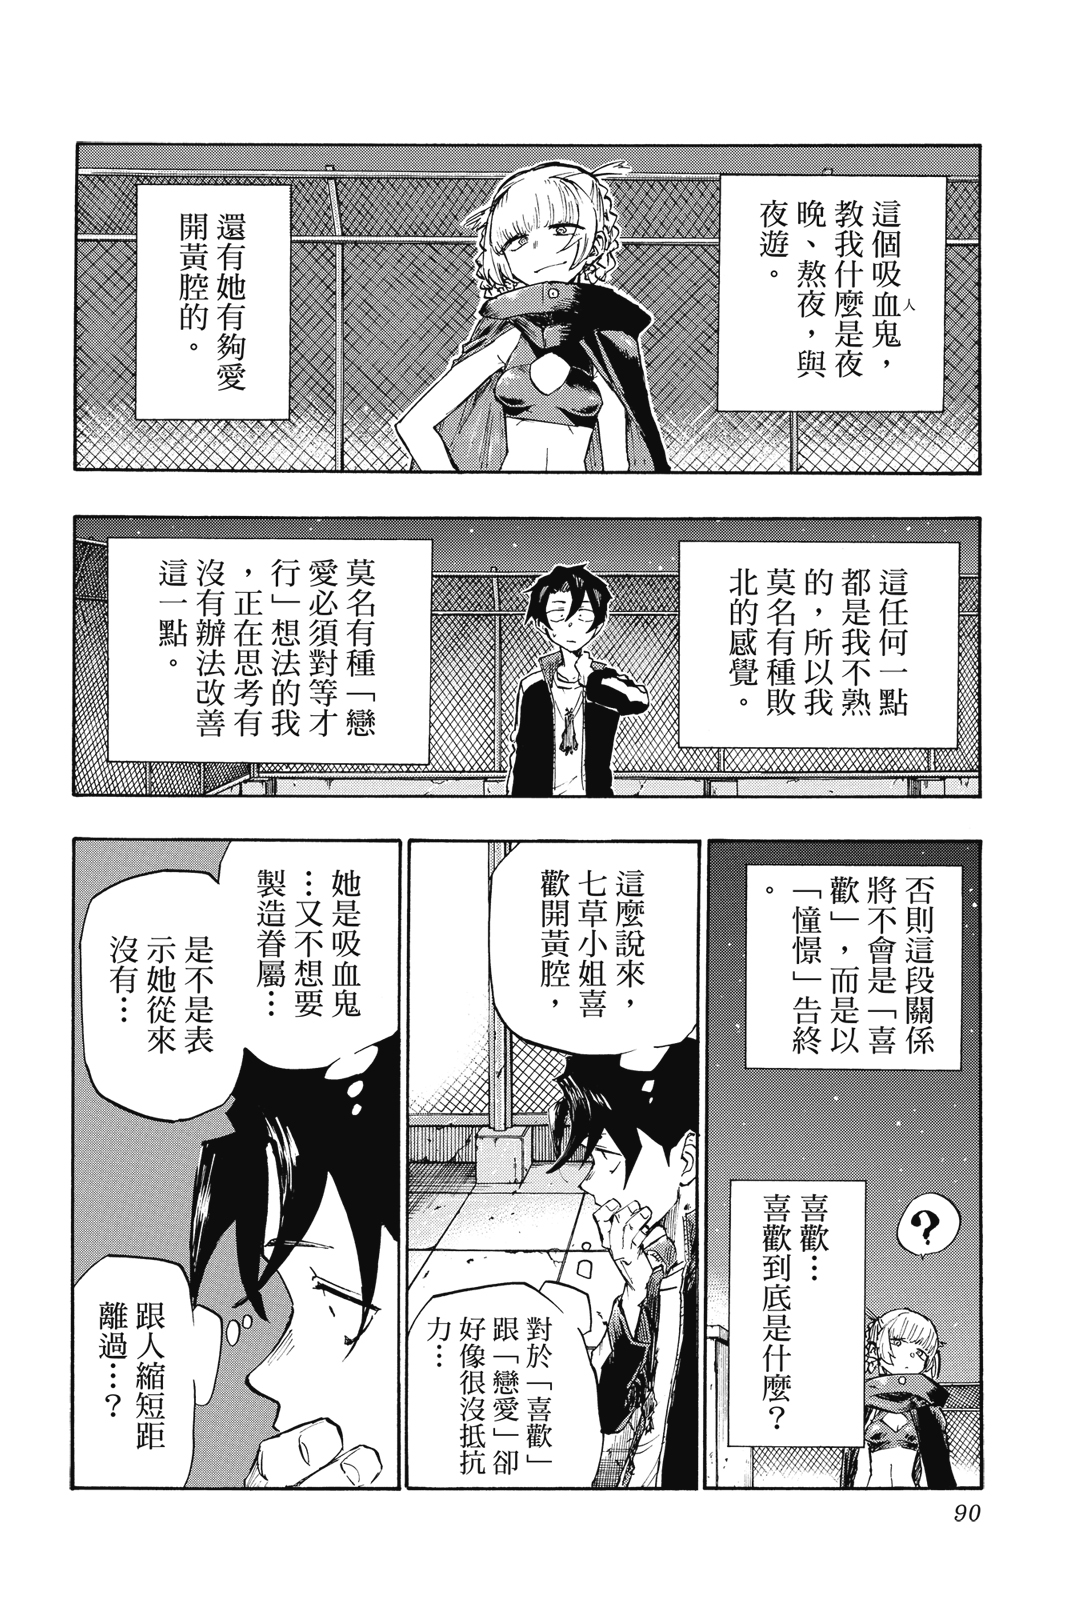 這個吸血鬼，
人
教我什麼是夜
晚、熬夜，與
夜遊。
還有她有夠愛
開黃腔的。
這任何一點
都是我不熟
的，所以我
莫名有種敗
北的感覺。
莫名有種「戀
愛必須對等才
行」想法的我
，正在思考有
沒有辦法改善
這一點。
否則這段關係
將不會是「喜
歡」，而是以
「憧憬」告終
。
？
喜歡…
喜歡到底是什麼？
這麼說來，
七草小姐喜
歡開黃腔，
對於「喜歡」
跟「戀愛」卻
好像很沒抵抗
力…
她是吸血鬼
…又不想要
製造眷屬…
是不是表
示她從來
沒有…
跟人縮短距
離過…？
90